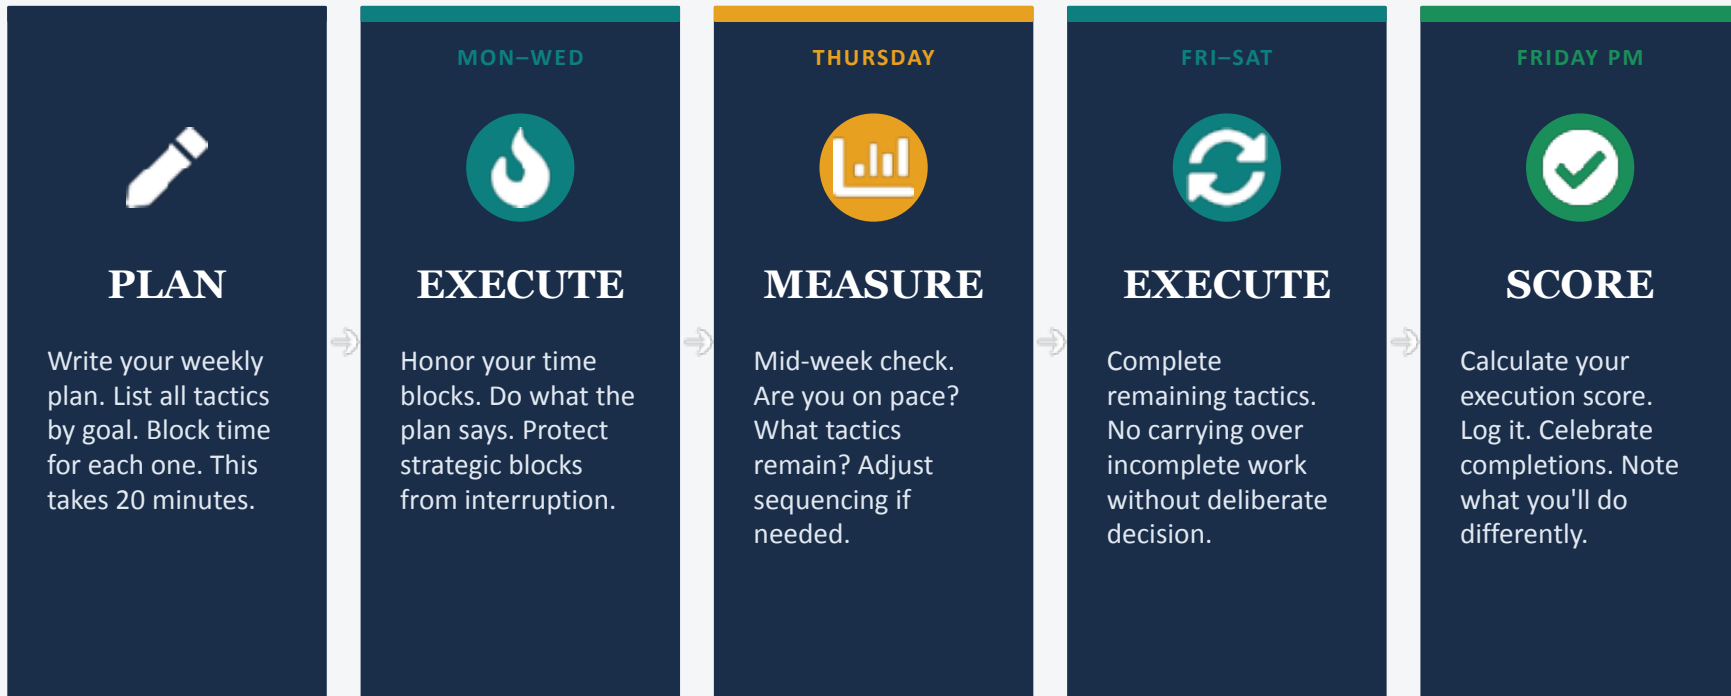 PLAN
Write your weekly
plan. List all tactics
by goal. Block time
for each one. This
takes 20 minutes.
MON–WED
EXECUTE
Honor your time
blocks. Do what the
plan says. Protect
strategic blocks
from interruption.
THURSDAY
MEASURE
Mid-week check.
Are you on pace?
What tactics
remain? Adjust
sequencing if
needed.
FRI–SAT
EXECUTE
Complete
remaining tactics.
No carrying over
incomplete work
without deliberate
decision.
FRIDAY PM
SCORE
Calculate your
execution score.
Log it. Celebrate
completions. Note
what you'll do
differently.